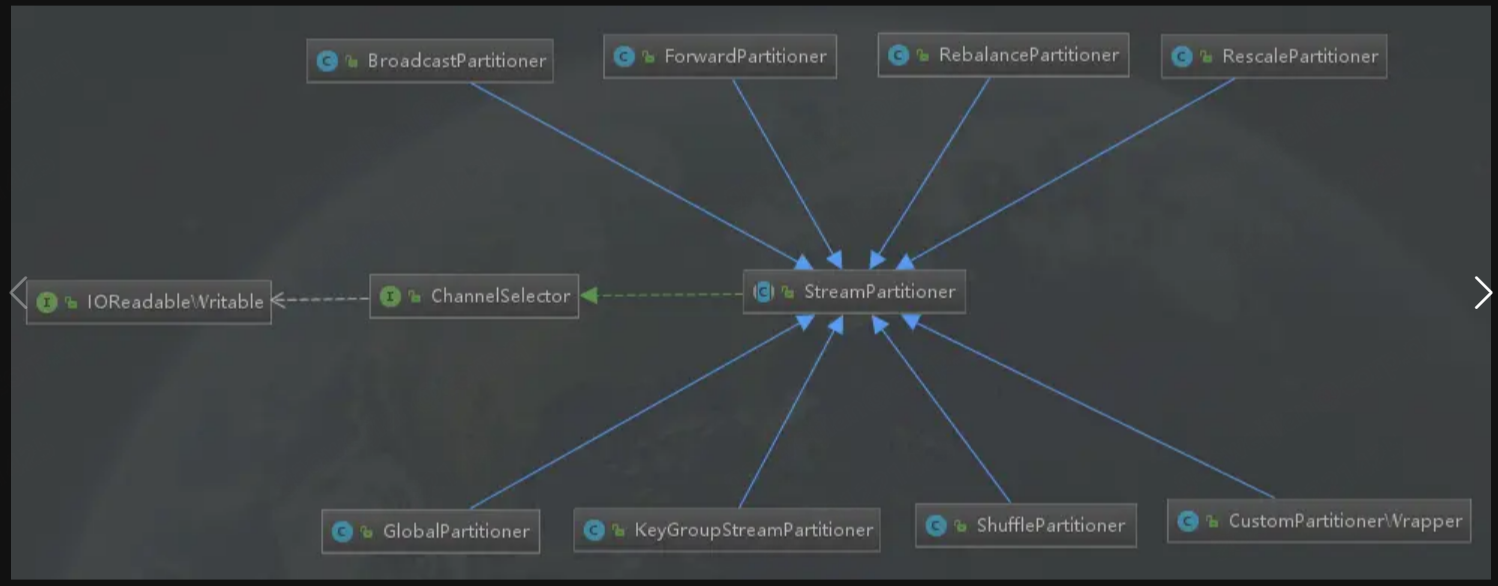 BroadcastPartitioner
ForwardPartitioner
RebalancePartitioner
RescalePartitioner
IOReadableWritable
ChannelSelector
StreamPartitioner
GlobalPartitioner
KeyGroupStreamPartitioner
ShufflePartitioner
CustomPartitionerWrapper